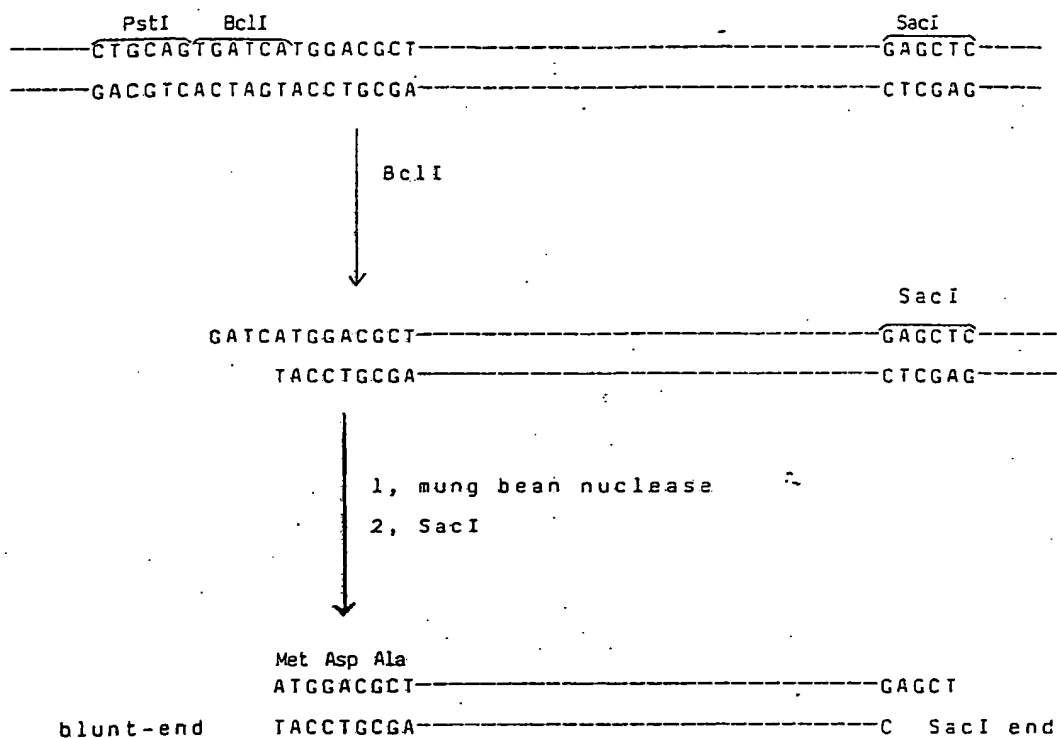 PstI BclI SacI
-----CTGCAGTGATCATGGACGCT------------------------------GAGCTC----
-----GACGTCACTAGTACCTGCGA------------------------------CTCGAG----
BclI
SacI
GATCATGGACGCT------------------------------GAGCTC-----
TACCTGCGA------------------------------CTCGAG-----
1, mung bean nuclease
2, SacI
Met Asp Ala
ATGGACGCT------------------------------GAGCT
blunt-end TACCTGCGA------------------------------C SacI end